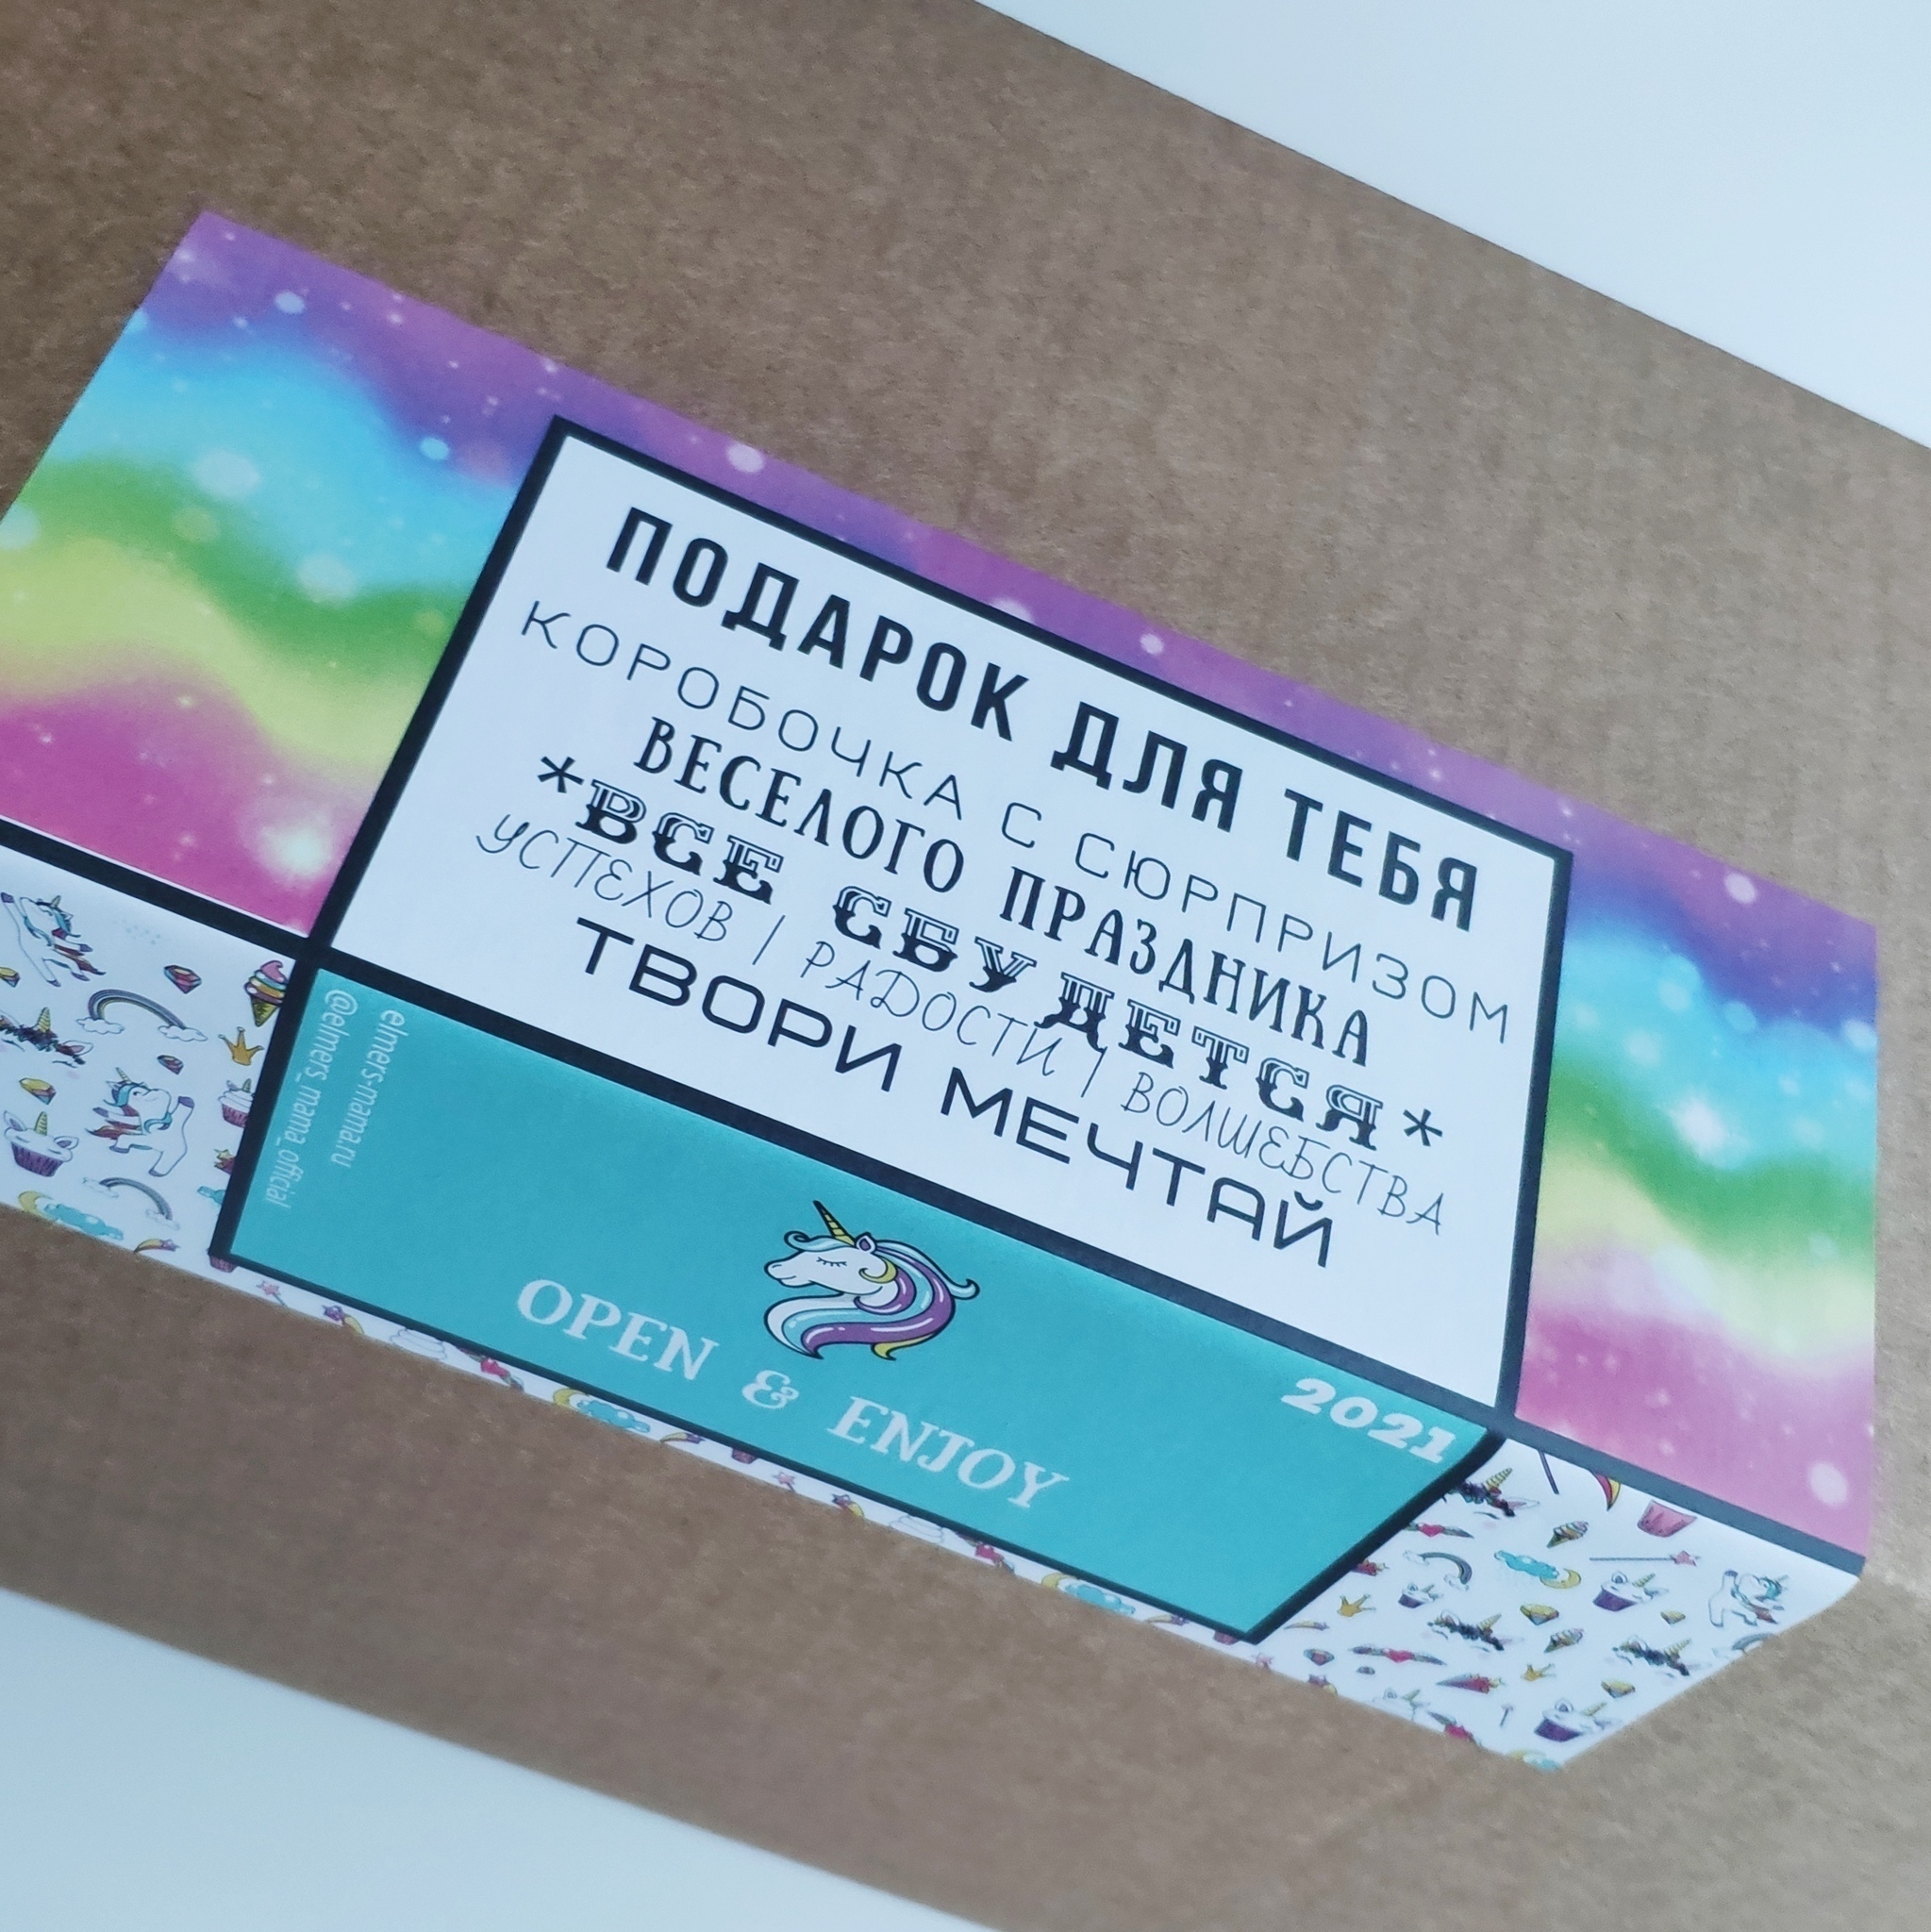 ПОДАРОК ДЛЯ ТЕБЯ
КОРОБОЧКА С СЮРПРИЗОМ
ВЕСЕЛОГО ПРАЗДНИКА
*ВСЕ СБУДЕТСЯ*
УСПЕХОВ | РАДОСТИ | ВОЛШЕБСТВА
ТВОРИ МЕЧТАЙ
elmers-mama.ru
@elmers_mama_official
OPEN & ENJOY
2021